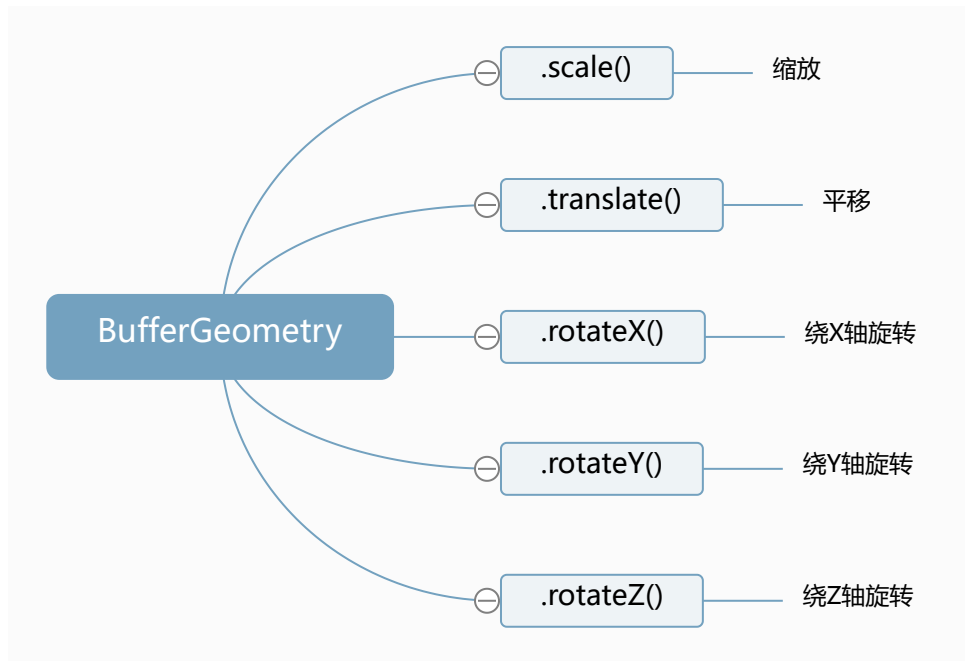 .scale()
缩放
.translate()
平移
BufferGeometry
.rotateX()
绕X轴旋转
.rotateY()
绕Y轴旋转
.rotateZ()
绕Z轴旋转